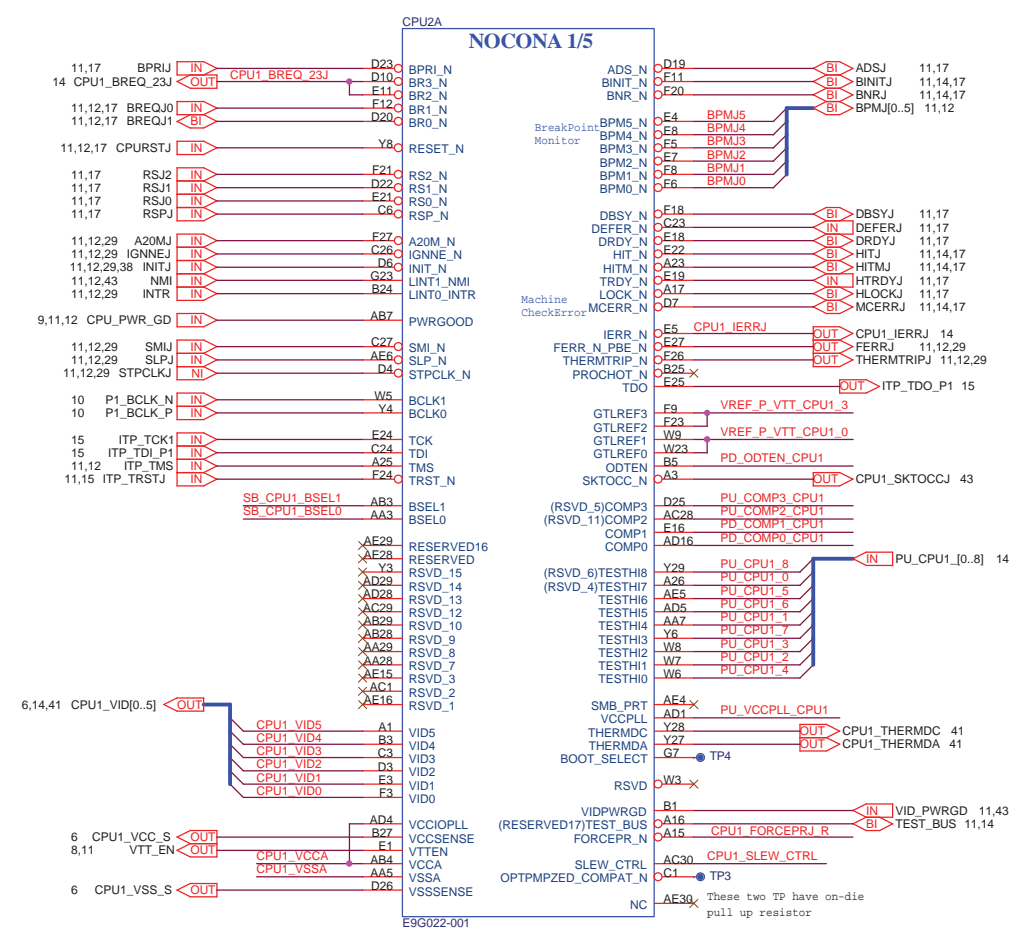 CPU2A
NOCONA 1/5
11,17 BPRIJ IN D23 BPRI_N ADS_N D19 BI ADSJ 11,17
14 CPU1_BREQ_23J OUT CPU1_BREQ_23J D10 BR3_N BINIT_N F11 BI BINITJ 11,14,17
E11 BR2_N BNR_N F20 BI BNRJ 11,14,17
11,12,17 BREQJ0 IN F12 BR1_N BI BPMJ[0..5] 11,12
11,12,17 BREQJ1 BI D20 BR0_N BreakPoint Monitor BPM5_N E4 BPMJ5
BPM4_N E8 BPMJ4
11,12,17 CPURSTJ IN Y8 RESET_N BPM3_N F5 BPMJ3
BPM2_N E7 BPMJ2
11,17 RSJ2 IN F21 RS2_N BPM1_N F8 BPMJ1
11,17 RSJ1 IN D22 RS1_N BPM0_N E6 BPMJ0
11,17 RSJ0 IN E21 RS0_N
11,17 RSPJ IN C6 RSP_N DBSY_N F18 BI DBSYJ 11,17
DEFER_N C23 IN DEFERJ 11,17
11,12,29 A20MJ IN F27 A20M_N DRDY_N E18 BI DRDYJ 11,17
11,12,29 IGNNEJ IN C26 IGNNE_N HIT_N E22 BI HITJ 11,14,17
11,12,29,38 INITJ IN D6 INIT_N HITM_N A23 BI HITMJ 11,14,17
11,12,43 NMI IN G23 LINT1_NMI TRDY_N E19 IN HTRDYJ 11,17
11,12,29 INTR IN B24 LINT0_INTR LOCK_N A17 BI HLOCKJ 11,17
Machine CheckError MCERR_N D7 BI MCERRJ 11,14,17
9,11,12 CPU_PWR_GD IN AB7 PWRGOOD
IERR_N E5 CPU1_IERRJ OUT CPU1_IERRJ 14
11,12,29 SMIJ IN C27 SMI_N FERR_N_PBE_N E27 OUT FERRJ 11,12,29
11,12,29 SLPJ IN AE6 SLP_N THERMTRIP_N F26 OUT THERMTRIPJ 11,12,29
11,12,29 STPCLKJ NI D4 STPCLK_N PROCHOT_N B25
TDO E25 OUT ITP_TDO_P1 15
10 P1_BCLK_N IN W5 BCLK1
10 P1_BCLK_P IN Y4 BCLK0 GTLREF3 F9 VREF_P_VTT_CPU1_3
GTLREF2 F23
15 ITP_TCK1 IN E24 TCK GTLREF1 W9 VREF_P_VTT_CPU1_0
15 ITP_TDI_P1 IN C24 TDI GTLREF0 W23
11,12 ITP_TMS IN A25 TMS ODTEN B5 PD_ODTEN_CPU1
11,15 ITP_TRSTJ IN F24 TRST_N SKTOCC_N A3 OUT CPU1_SKTOCCJ 43
SB_CPU1_BSEL1 AB3 BSEL1 (RSVD_5)COMP3 D25 PU_COMP3_CPU1
SB_CPU1_BSEL0 AA3 BSEL0 (RSVD_11)COMP2 AC28 PU_COMP2_CPU1
COMP1 E16 PD_COMP1_CPU1
AE29 RESERVED16 COMP0 AD16 PD_COMP0_CPU1
AE28 RESERVED IN PU_CPU1_[0..8] 14
Y3 RSVD_15 (RSVD_6)TESTHI8 Y29 PU_CPU1_8
AD29 RSVD_14 (RSVD_4)TESTHI7 A26 PU_CPU1_0
AD28 RSVD_13 TESTHI6 AE5 PU_CPU1_5
AC29 RSVD_12 TESTHI5 AD5 PU_CPU1_6
AB29 RSVD_10 TESTHI4 AA7 PU_CPU1_1
AB28 RSVD_9 TESTHI3 Y6 PU_CPU1_7
AA29 RSVD_8 TESTHI2 W8 PU_CPU1_3
AA28 RSVD_7 TESTHI1 W7 PU_CPU1_2
AE15 RSVD_3 TESTHI0 W6 PU_CPU1_4
AC1 RSVD_2
AE16 RSVD_1 SMB_PRT AE4
6,14,41 CPU1_VID[0..5] OUT VCCPLL AD1 PU_VCCPLL_CPU1
CPU1_VID5 A1 VID5 THERMDC Y28 OUT CPU1_THERMDC 41
CPU1_VID4 B3 VID4 THERMDA Y27 OUT CPU1_THERMDA 41
CPU1_VID3 C3 VID3 BOOT_SELECT G7 TP4
CPU1_VID2 D3 VID2
CPU1_VID1 E3 VID1 RSVD W3
CPU1_VID0 F3 VID0
VIDPWRGD B1 IN VID_PWRGD 11,43
AD4 VCCIOPLL (RESERVED17)TEST_BUS A16 BI TEST_BUS 11,14
6 CPU1_VCC_S OUT B27 VCCSENSE FORCEPR_N A15 CPU1_FORCEPRJ_R
8,11 VTT_EN OUT E1 VTTEN
CPU1_VCCA AB4 VCCA SLEW_CTRL AC30 CPU1_SLEW_CTRL
CPU1_VSSA AA5 VSSA OPTPMPZED_COMPAT_N C1 TP3
6 CPU1_VSS_S OUT D26 VSSSENSE
NC AE30 These two TP have on-die
pull up resistor
E9G022-001